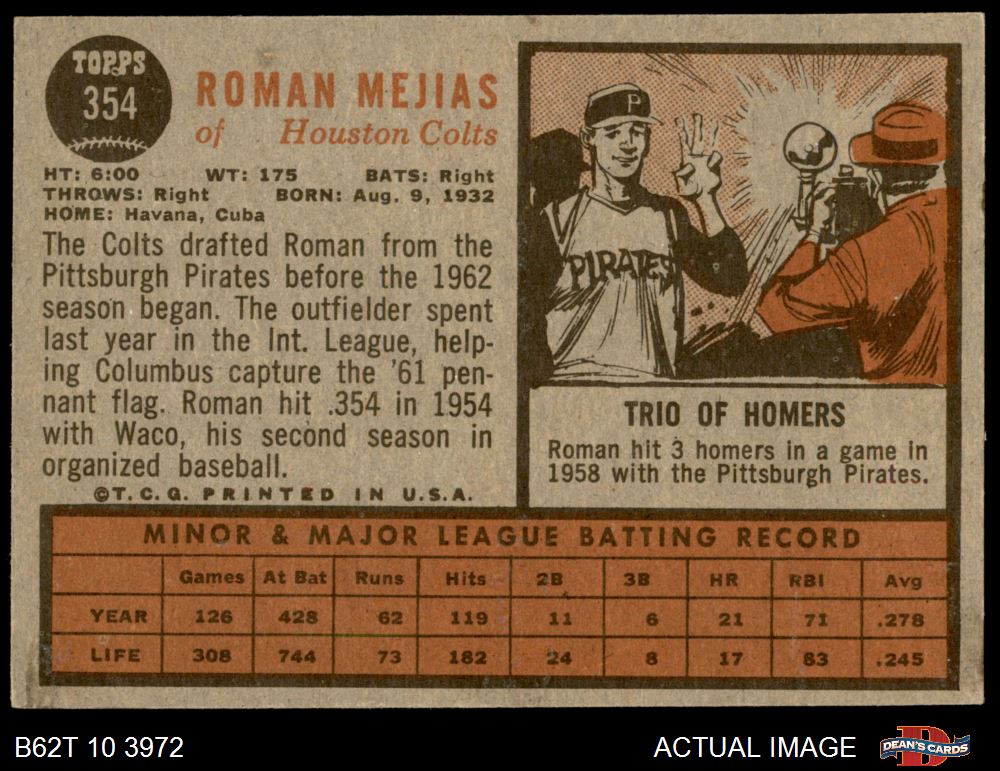 TOPPS
354
ROMAN MEJIAS
of Houston Colts
HT: 6:00 WT: 175 BATS: Right
THROWS: Right BORN: Aug. 9, 1932
HOME: Havana, Cuba
The Colts drafted Roman from the
Pittsburgh Pirates before the 1962
season began. The outfielder spent
last year in the Int. League, help-
ing Columbus capture the '61 pen-
nant flag. Roman hit .354 in 1954
with Waco, his second season in
organized baseball.
©T.C.G. PRINTED IN U.S.A.
P
PIRATES
TRIO OF HOMERS
Roman hit 3 homers in a game in
1958 with the Pittsburgh Pirates.
MINOR & MAJOR LEAGUE BATTING RECORD
Games At Bat Runs Hits 2B 3B HR RBI Avg
YEAR 126 428 62 119 11 6 21 71 .278
LIFE 308 744 73 182 24 8 17 83 .245
B62T 10 3972
ACTUAL IMAGE
D
DEAN'S CARDS